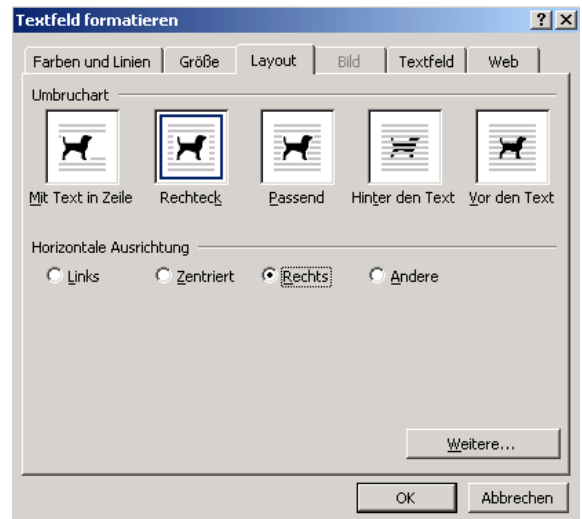 Textfeld formatieren
Farben und Linien Größe Layout Bild Textfeld Web
Umbruchart
Mit Text in Zeile Rechteck Passend Hinter den Text Vor den Text
Horizontale Ausrichtung
Links Zentriert Rechts Andere
Weitere...
OK Abbrechen